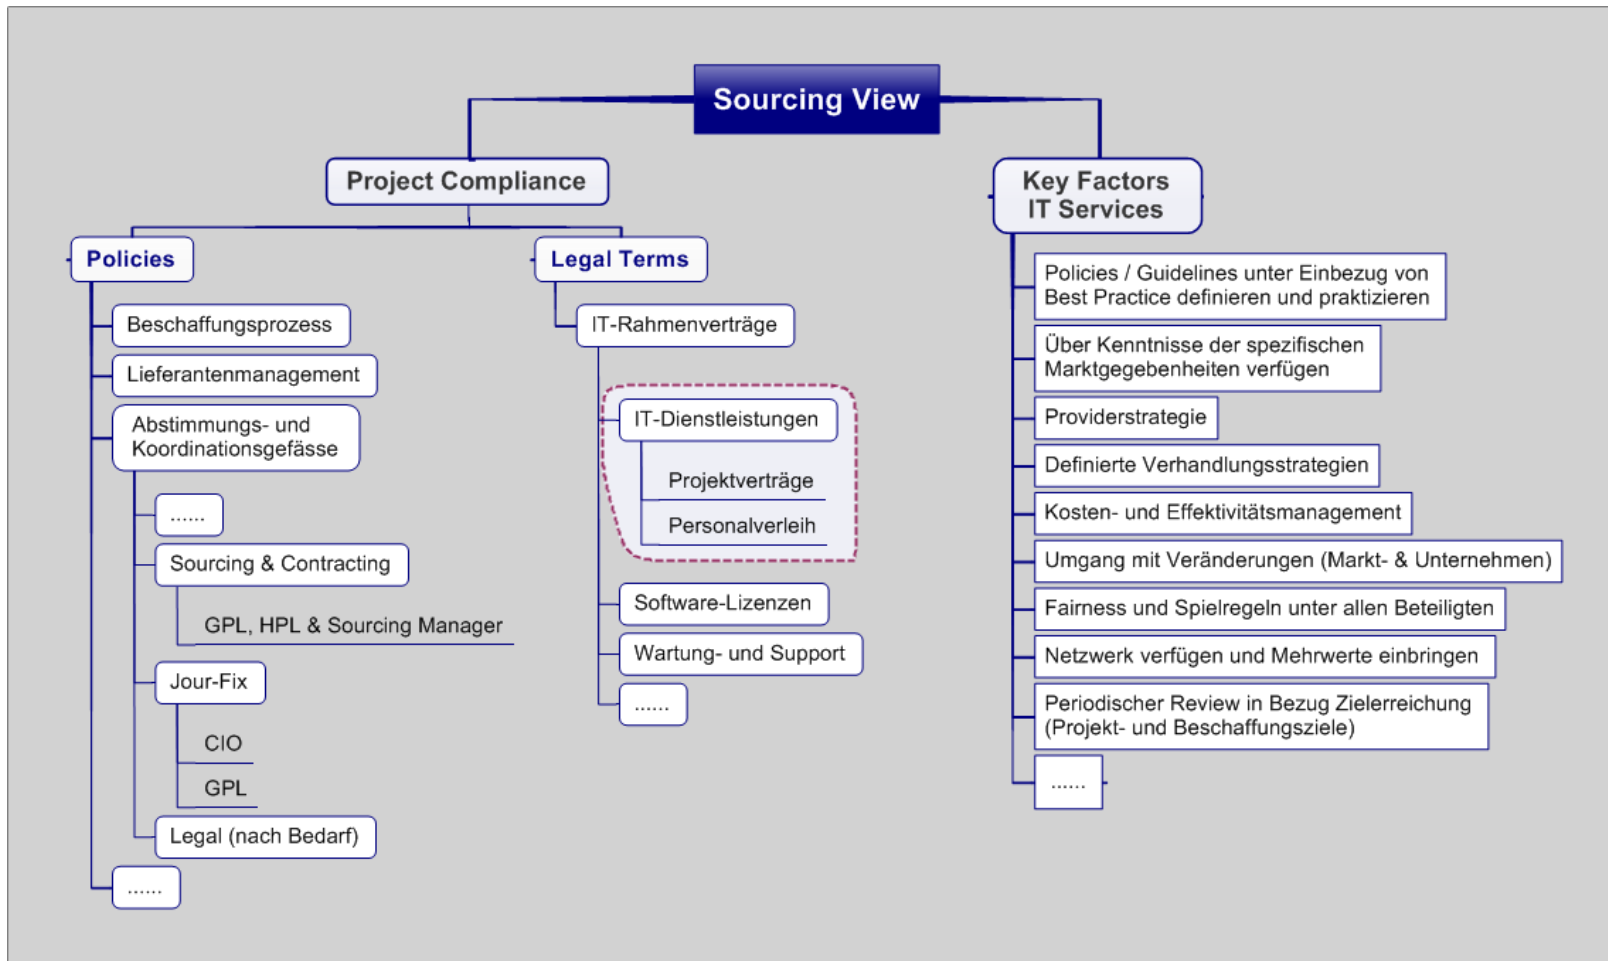 Sourcing View
Project Compliance
Policies
Beschaffungsprozess
Lieferantenmanagement
Abstimmungs- und
Koordinationsgefässe
......
Sourcing & Contracting
GPL, HPL & Sourcing Manager
Jour-Fix
CIO
GPL
Legal (nach Bedarf)
......
Legal Terms
IT-Rahmenverträge
IT-Dienstleistungen
Projektverträge
Personalverleih
Software-Lizenzen
Wartung- und Support
......
Key Factors
IT Services
Policies / Guidelines unter Einbezug von
Best Practice definieren und praktizieren
Über Kenntnisse der spezifischen
Marktgegebenheiten verfügen
Providerstrategie
Definierte Verhandlungsstrategien
Kosten- und Effektivitätsmanagement
Umgang mit Veränderungen (Markt- & Unternehmen)
Fairness und Spielregeln unter allen Beteiligten
Netzwerk verfügen und Mehrwerte einbringen
Periodischer Review in Bezug Zielerreichung
(Projekt- und Beschaffungsziele)
......